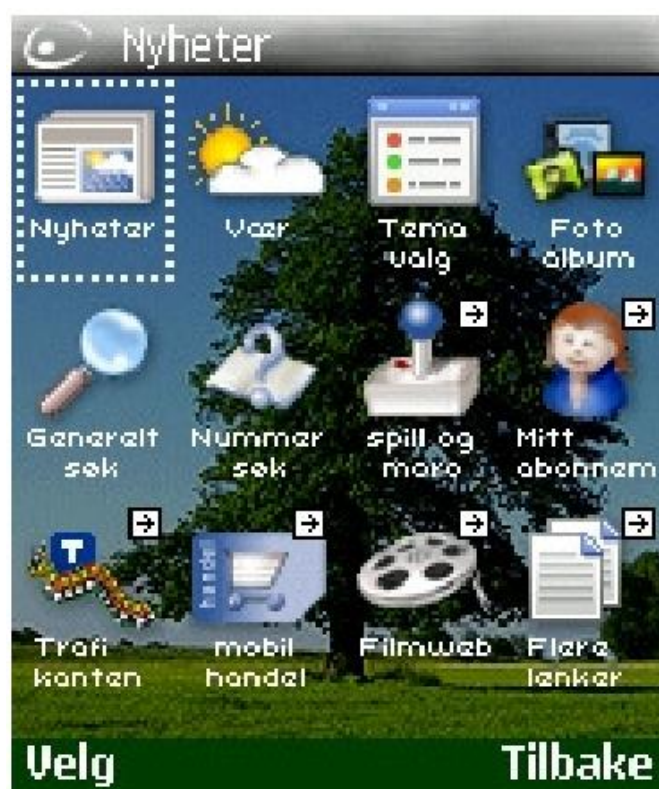 Nyheter
Nyheter Vær Tema Foto
valg album
Generelt Nummer spill og Mitt
søk søk moro abonnem
T
handel
Trafi mobil Filmweb Flere
kanten handel lenker
Velg Tilbake